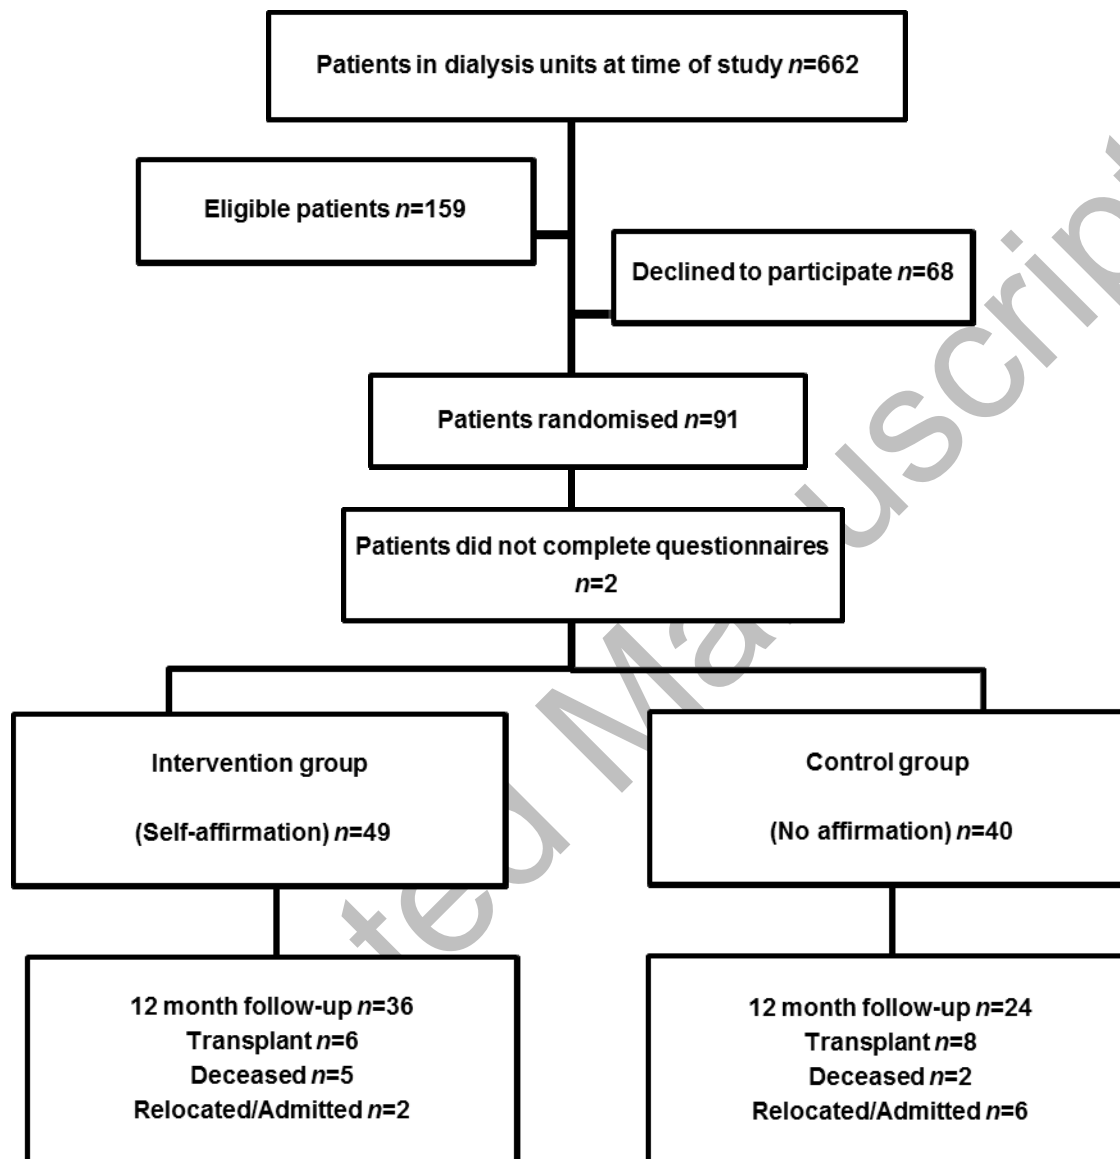 Patients in dialysis units at time of study n=662
Eligible patients n=159
Declined to participate n=68
Patients randomised n=91
Patients did not complete questionnaires
n=2
Intervention group
(Self-affirmation) n=49
Control group
(No affirmation) n=40
12 month follow-up n=36
Transplant n=6
Deceased n=5
Relocated/Admitted n=2
12 month follow-up n=24
Transplant n=8
Deceased n=2
Relocated/Admitted n=6